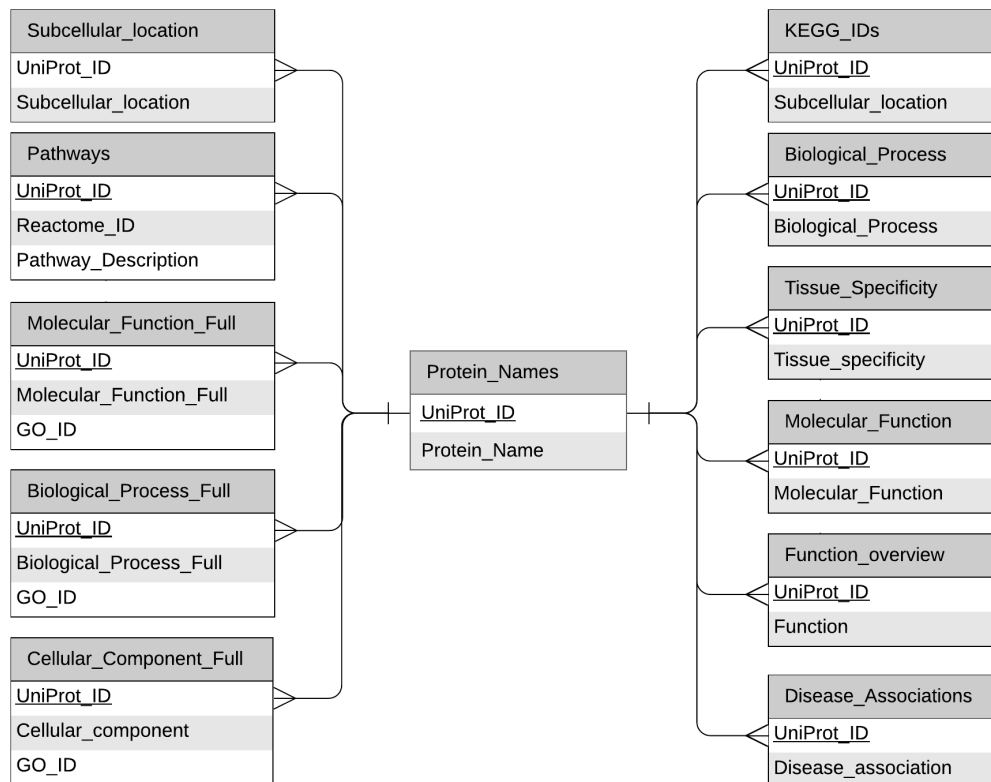 Subcellular_location
UniProt_ID
Subcellular_location
Pathways
UniProt_ID
Reactome_ID
Pathway_Description
Molecular_Function_Full
UniProt_ID
Molecular_Function_Full
GO_ID
Biological_Process_Full
UniProt_ID
Biological_Process_Full
GO_ID
Cellular_Component_Full
UniProt_ID
Cellular_component
GO_ID
Protein_Names
UniProt_ID
Protein_Name
KEGG_IDs
UniProt_ID
Subcellular_location
Biological_Process
UniProt_ID
Biological_Process
Tissue_Specificity
UniProt_ID
Tissue_specificity
Molecular_Function
UniProt_ID
Molecular_Function
Function_overview
UniProt_ID
Function
Disease_Associations
UniProt_ID
Disease_association